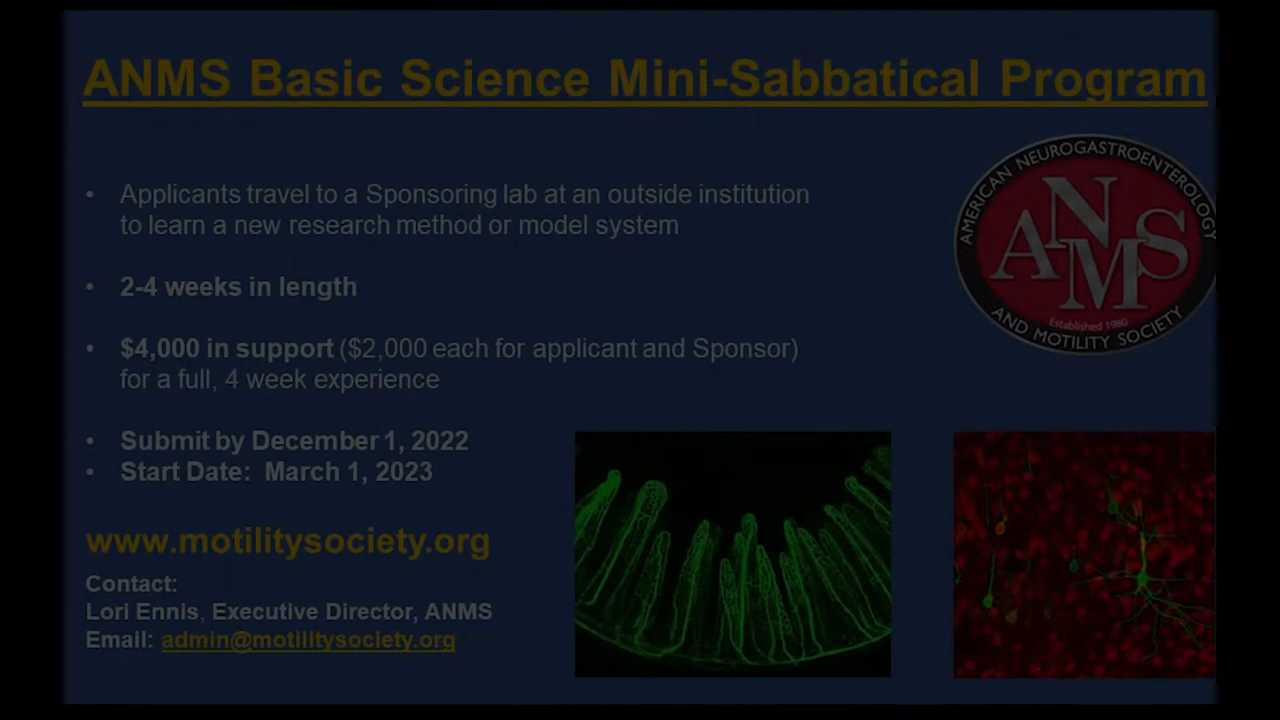 ANMS Basic Science Mini-Sabbatical Program
• Applicants travel to a Sponsoring lab at an outside institution
to learn a new research method or model system
• 2-4 weeks in length
• $4,000 in support ($2,000 each for applicant and Sponsor)
for a full, 4 week experience
• Submit by December 1, 2022
• Start Date: March 1, 2023
www.motilitysociety.org
Contact:
Lori Ennis, Executive Director, ANMS
Email: admin@motilitysociety.org
AMERICAN NEUROGASTROENTEROLOGY
ANMS
Established 1980
AND MOTILITY SOCIETY